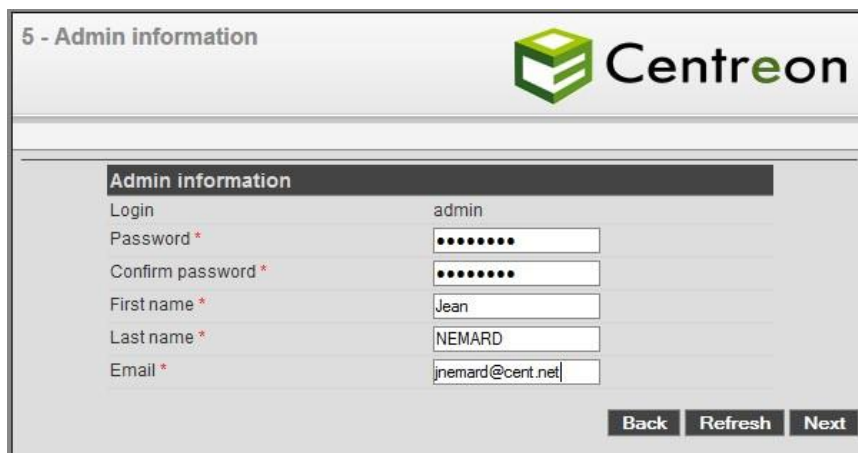 5 - Admin information
Centreon
Admin information
Login admin
Password * ••••••••
Confirm password * ••••••••
First name * Jean
Last name * NEMARD
Email * jnemard@cent.net
Back Refresh Next